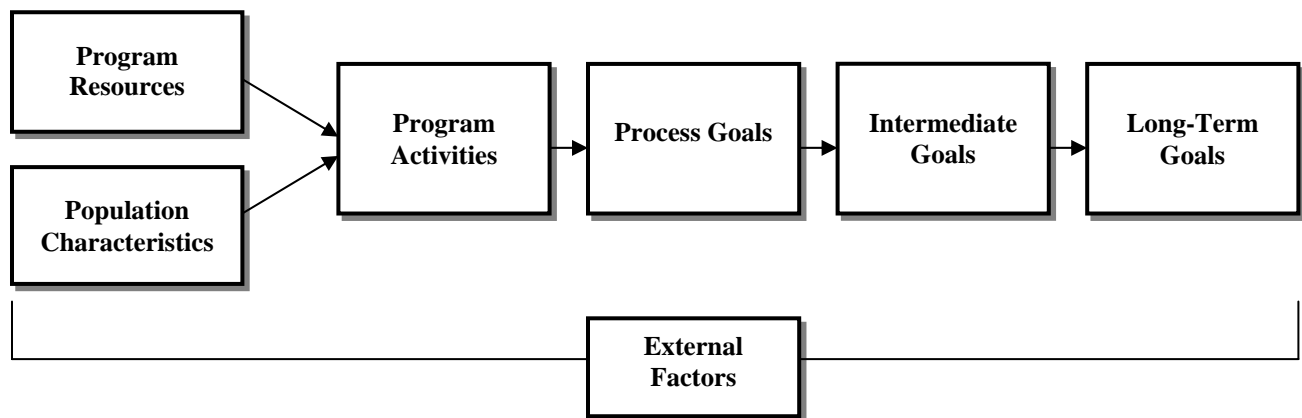 Program
Resources
Population
Characteristics
Program
Activities
Process Goals
Intermediate
Goals
Long-Term
Goals
External
Factors